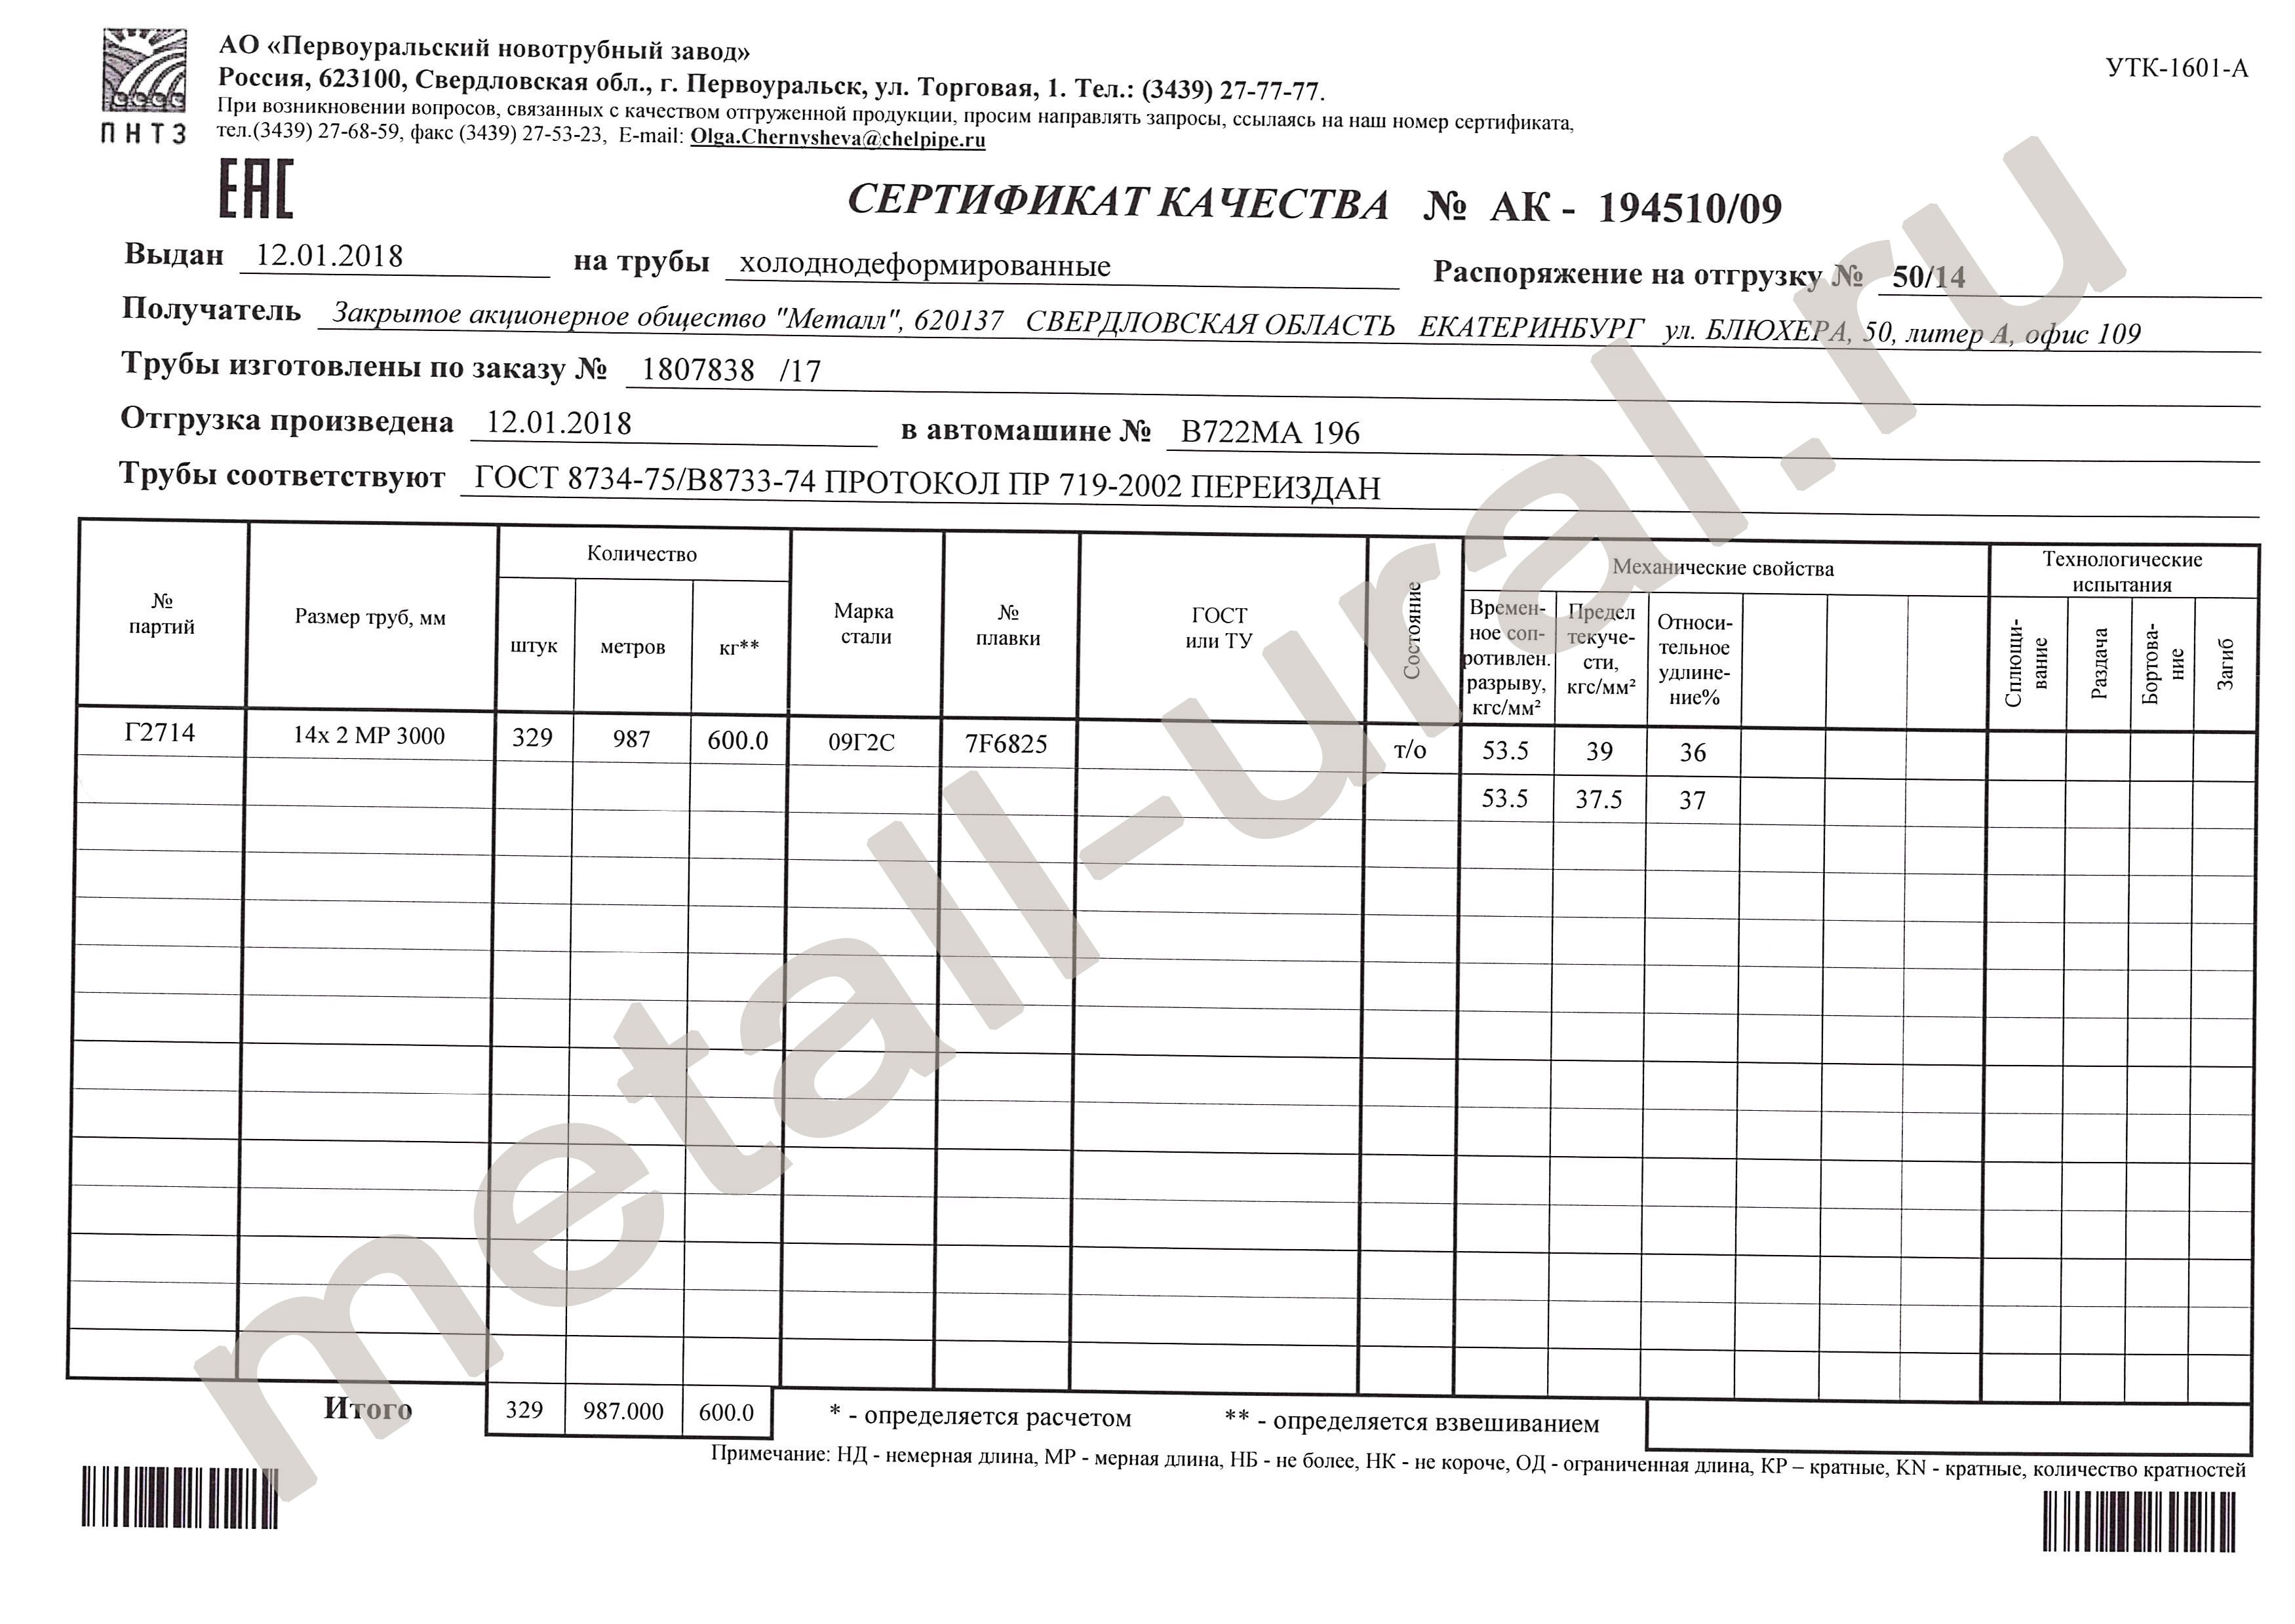 АО «Первоуральский новотрубный завод»
УТК-1601-А
Россия, 623100, Свердловская обл., г. Первоуральск, ул. Торговая, 1. Тел.: (3439) 27-77-77.
При возникновении вопросов, связанных с качеством отгруженной продукции, просим направлять запросы, ссылаясь на наш номер сертификата,
тел.(3439) 27-68-59, факс (3439) 27-53-23, E-mail: Olga.Chernysheva@chelpipe.ru
ПНТЗ
ЕАС
СЕРТИФИКАТ КАЧЕСТВА № АК - 194510/09
Выдан 12.01.2018 на трубы холоднодеформированные Распоряжение на отгрузку № 50/14
Получатель Закрытое акционерное общество "Металл", 620137 СВЕРДЛОВСКАЯ ОБЛАСТЬ ЕКАТЕРИНБУРГ ул. БЛЮХЕРА, 50, литер А, офис 109
Трубы изготовлены по заказу № 1807838 /17
Отгрузка произведена 12.01.2018 в автомашине № В722МА 196
Трубы соответствуют ГОСТ 8734-75/В8733-74 ПРОТОКОЛ ПР 719-2002 ПЕРЕИЗДАН
№
партий
Размер труб, мм
Количество
штук
метров
кг**
Марка
стали
№
плавки
ГОСТ
или ТУ
Состояние
Механические свойства
Времен-
ное соп-
ротивлен.
разрыву,
кгс/мм²
Предел
текуче-
сти,
кгс/мм²
Относи-
тельное
удлине-
ние%
Технологические
испытания
Сплющи-
вание
Раздача
Бортова-
ние
Загиб
Г2714 14х 2 МР 3000 329 987 600.0 09Г2С 7F6825 т/о 53.5 39 36
53.5 37.5 37
Итого 329 987.000 600.0 * - определяется расчетом ** - определяется взвешиванием
Примечание: НД - немерная длина, МР - мерная длина, НБ - не более, НК - не короче, ОД - ограниченная длина, КР – кратные, KN - кратные, количество кратностей
metall-ural.ru